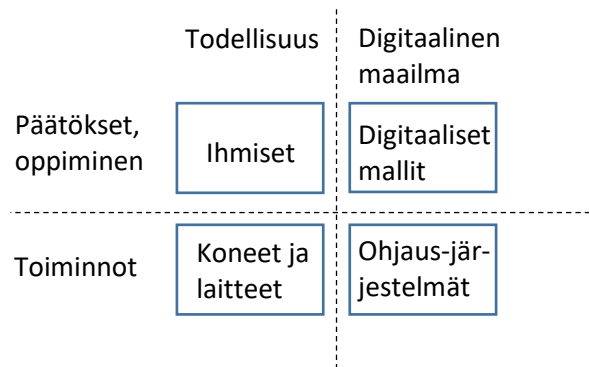 Todellisuus
Digitaalinen
maailma
Päätökset,
oppiminen
Ihmiset
Digitaaliset
mallit
Toiminnot
Koneet ja
laitteet
Ohjaus-jär-
jestelmät